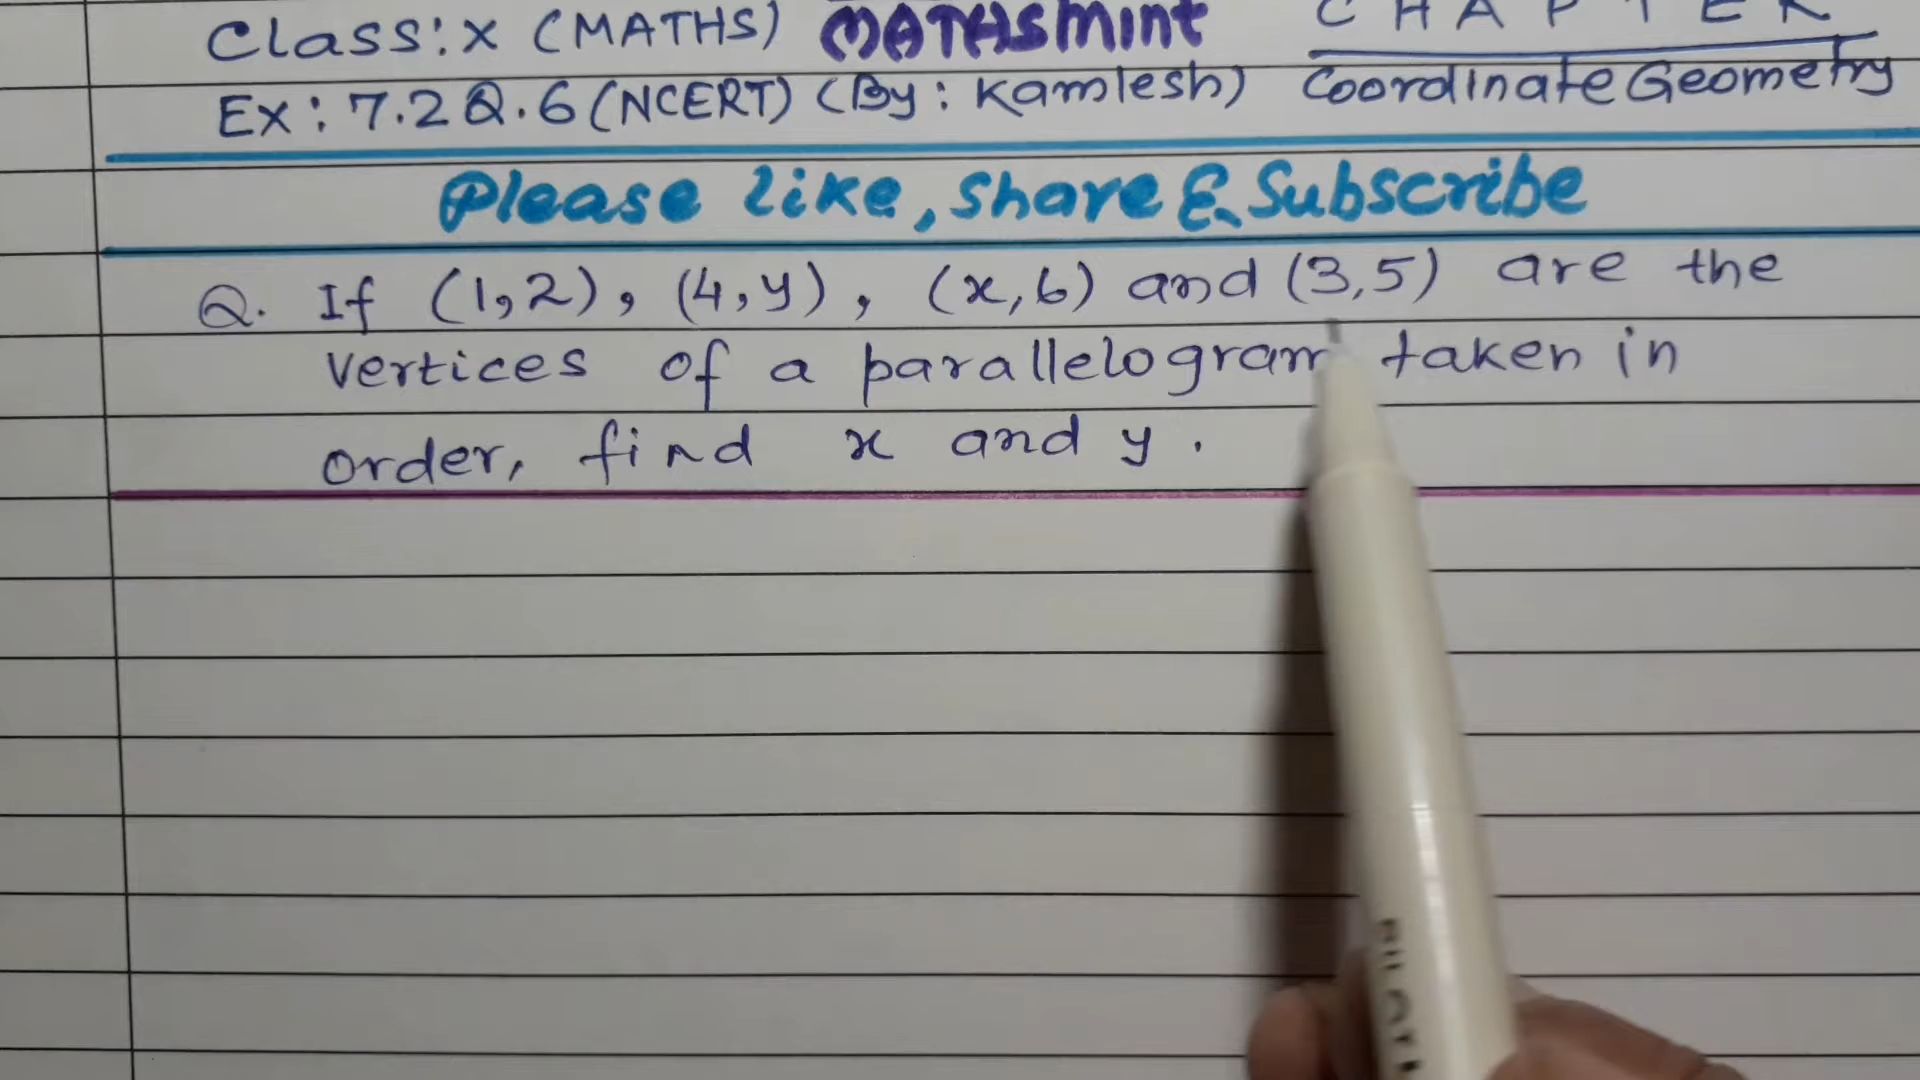 Class: X (MATHS) MATHSMINT CHAPTER
Ex: 7.2 Q.6 (NCERT) (By: Kamlesh) Coordinate Geometry
Please like, Share & Subscribe
Q. If (1,2), (4,y), (x,6) and (3,5) are the
vertices of a parallelogram taken in
order, find x and y.